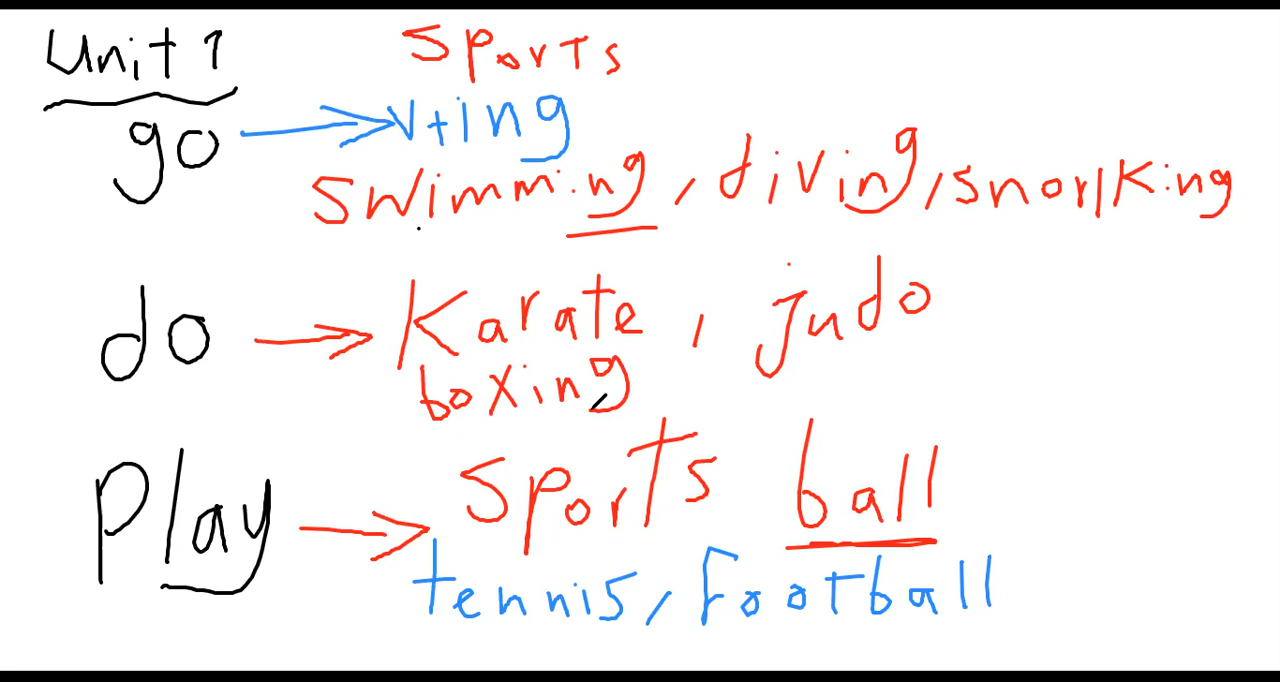 Unit 1 sports
go → v+ing
swimming, diving, snorlking
do → karate, judo
boxing
play → sports ball
tennis, football